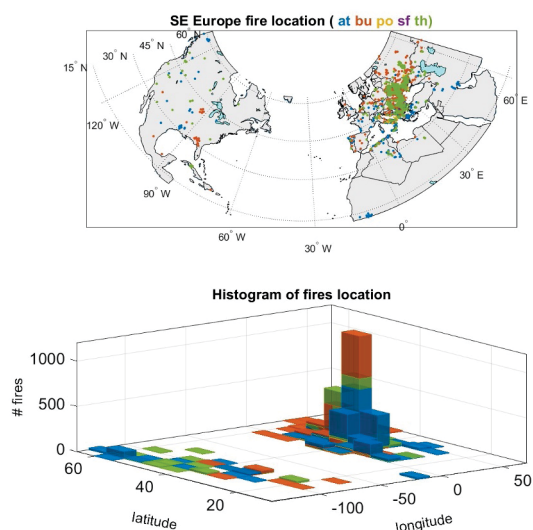 SE Europe fire location ( at bu po sf th)
60° N
45° N
30° N
15° N
120° W
90° W
60° W
30° W
0°
30° E
60° E
Histogram of fires location
1000
500
0
# fires
60
40
20
latitude
-100
-50
0
50
longitude